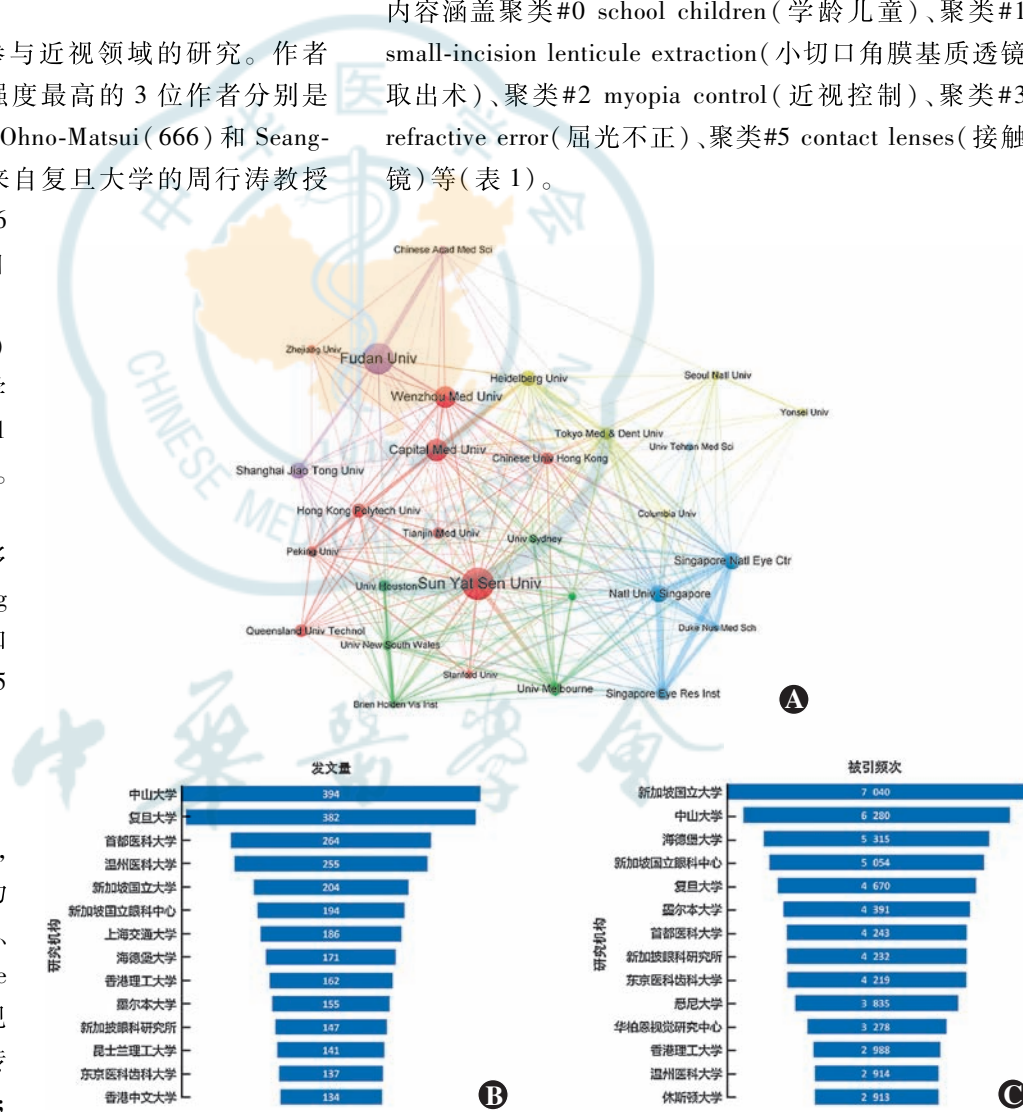 参与近视领域的研究。作者
强度最高的 3 位作者分别是
Ohno-Matsui(666)和 Seang-
来自复旦大学的周行涛教授
内容涵盖聚类#0 school children(学龄儿童)、聚类#1
small-incision lenticule extraction(小切口角膜基质透镜
取出术)、聚类#2 myopia control(近视控制)、聚类#3
refractive error(屈光不正)、聚类#5 contact lenses(接触
镜)等(表 1)。
中华医学会
CHINESE MEDICAL
Chinese Acad Med Sci
Zhejiang Univ
Fudan Univ
Heidelberg Univ
Seoul Natl Univ
Wenzhou Med Univ
Yonsei Univ
Tokyo Med & Dent Univ
Capital Med Univ
Univ Tehran Med Sci
Chinese Univ Hong Kong
Shanghai Jiao Tong Univ
Hong Kong Polytech Univ
Columbia Univ
Tianjin Med Univ
Univ Sydney
Peking Univ
Singapore Natl Eye Ctr
Univ Houston
Sun Yat Sen Univ
Natl Univ Singapore
Duke Nus Med Sch
Queensland Univ Technol
Univ New South Wales
Stanford Univ
Univ Melbourne
Singapore Eye Res Inst
Brien Holden Vis Inst
A
中华医学会
发文量
研究机构
中山大学 394
复旦大学 382
首都医科大学 264
温州医科大学 255
新加坡国立大学 204
新加坡国立眼科中心 194
上海交通大学 186
海德堡大学 171
香港理工大学 162
墨尔本大学 155
新加坡眼科研究所 147
昆士兰理工大学 141
东京医科齿科大学 137
香港中文大学 134
B
被引频次
研究机构
新加坡国立大学 7 040
中山大学 6 280
海德堡大学 5 315
新加坡国立眼科中心 5 054
复旦大学 4 670
墨尔本大学 4 391
首都医科大学 4 243
新加坡眼科研究所 4 232
东京医科齿科大学 4 219
悉尼大学 3 835
华柏恩视觉研究中心 3 278
香港理工大学 2 988
温州医科大学 2 914
休斯顿大学 2 913
C